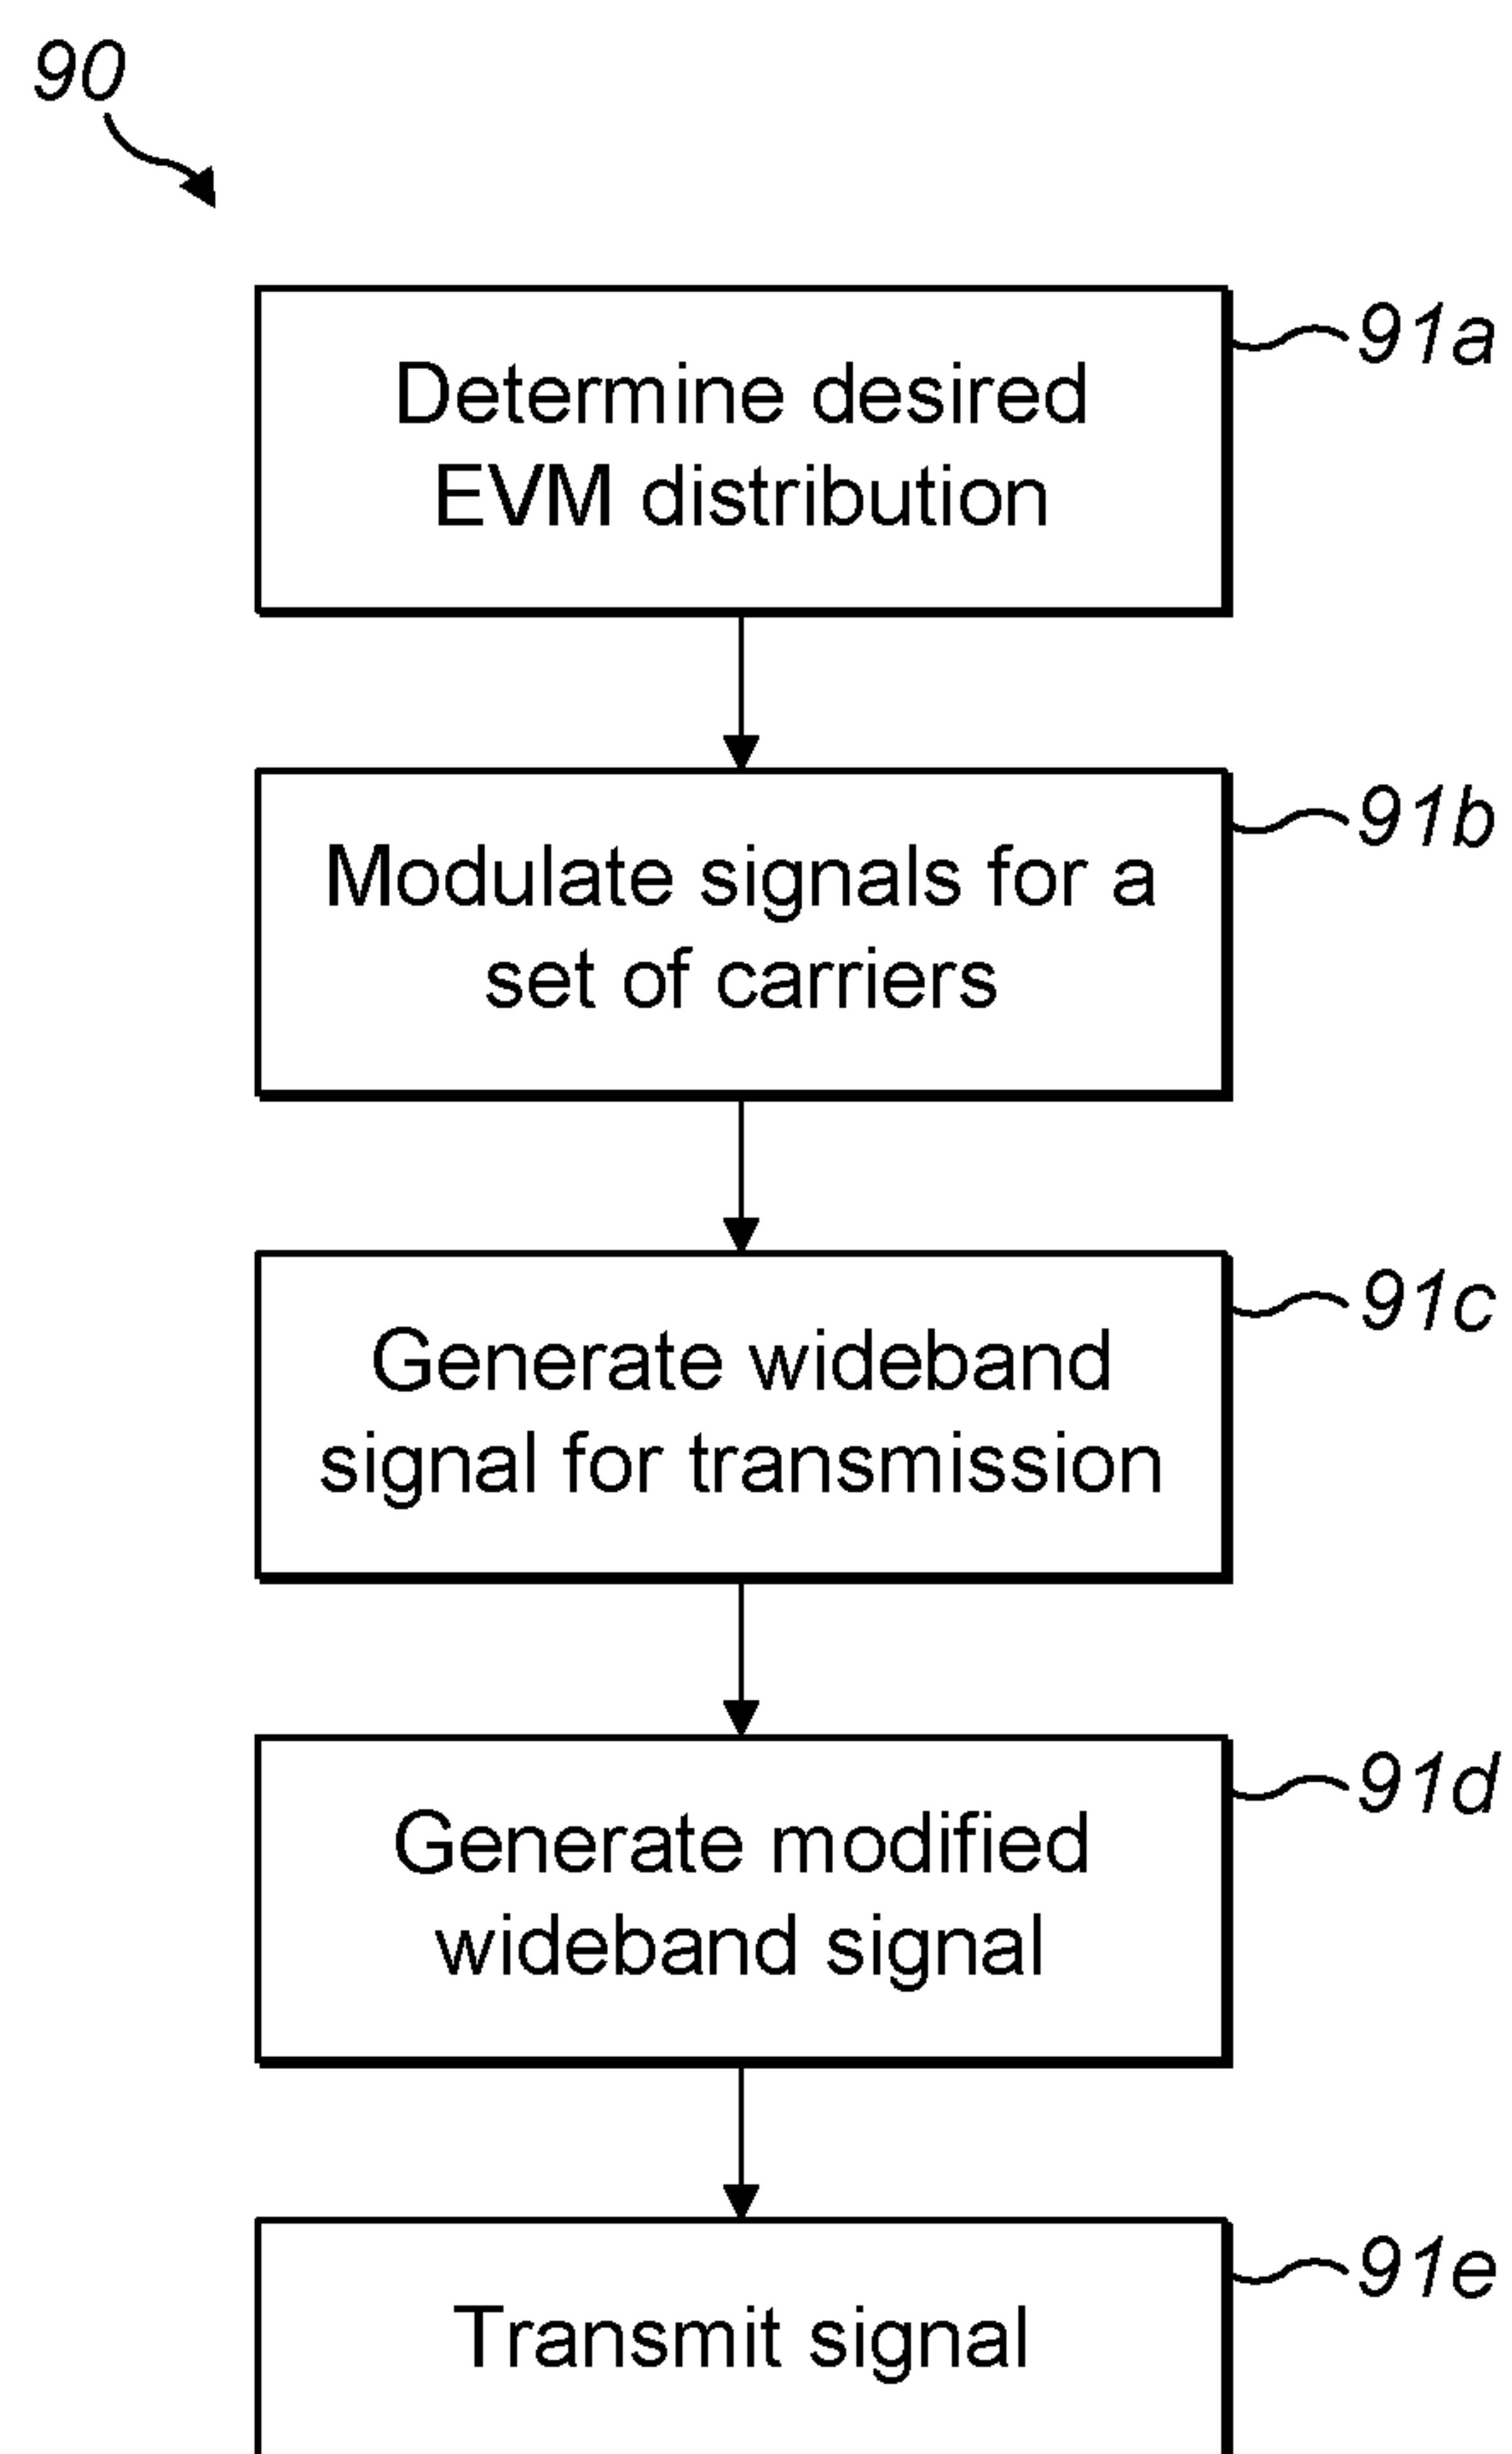 90
91a
Determine desired
EVM distribution
91b
Modulate signals for a
set of carriers
91c
Generate wideband
signal for transmission
91d
Generate modified
wideband signal
91e
Transmit signal